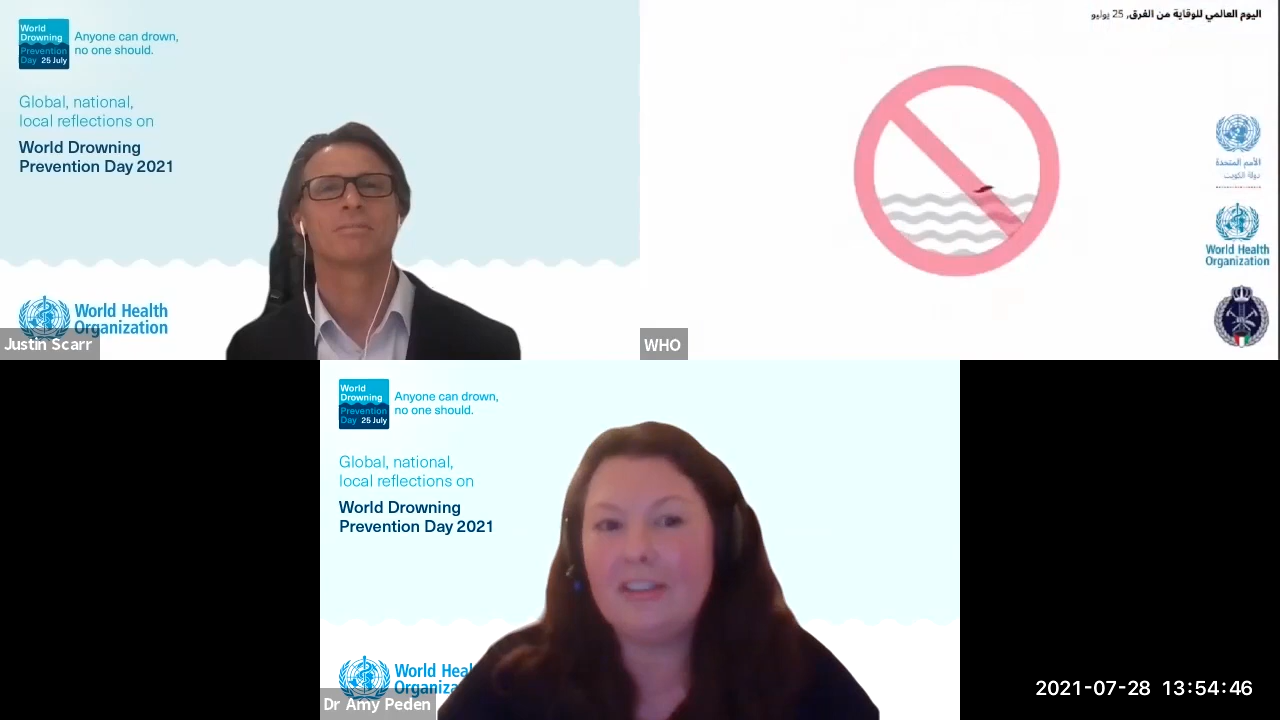 World
Drowning
Prevention
Day 25 July
Anyone can drown,
no one should.
Global, national,
local reflections on
World Drowning
Prevention Day 2021
World Health
Organization
Justin Scarr
اليوم العالمي للوقاية من الغرق, 25 يوليو
الأمم المتحدة
دولة الكويت
World Health
Organization
WHO
World
Drowning
Prevention
Day 25 July
Anyone can drown,
no one should.
Global, national,
local reflections on
World Drowning
Prevention Day 2021
World Heal
Organiza
Dr Amy Peden
2021-07-28 13:54:46